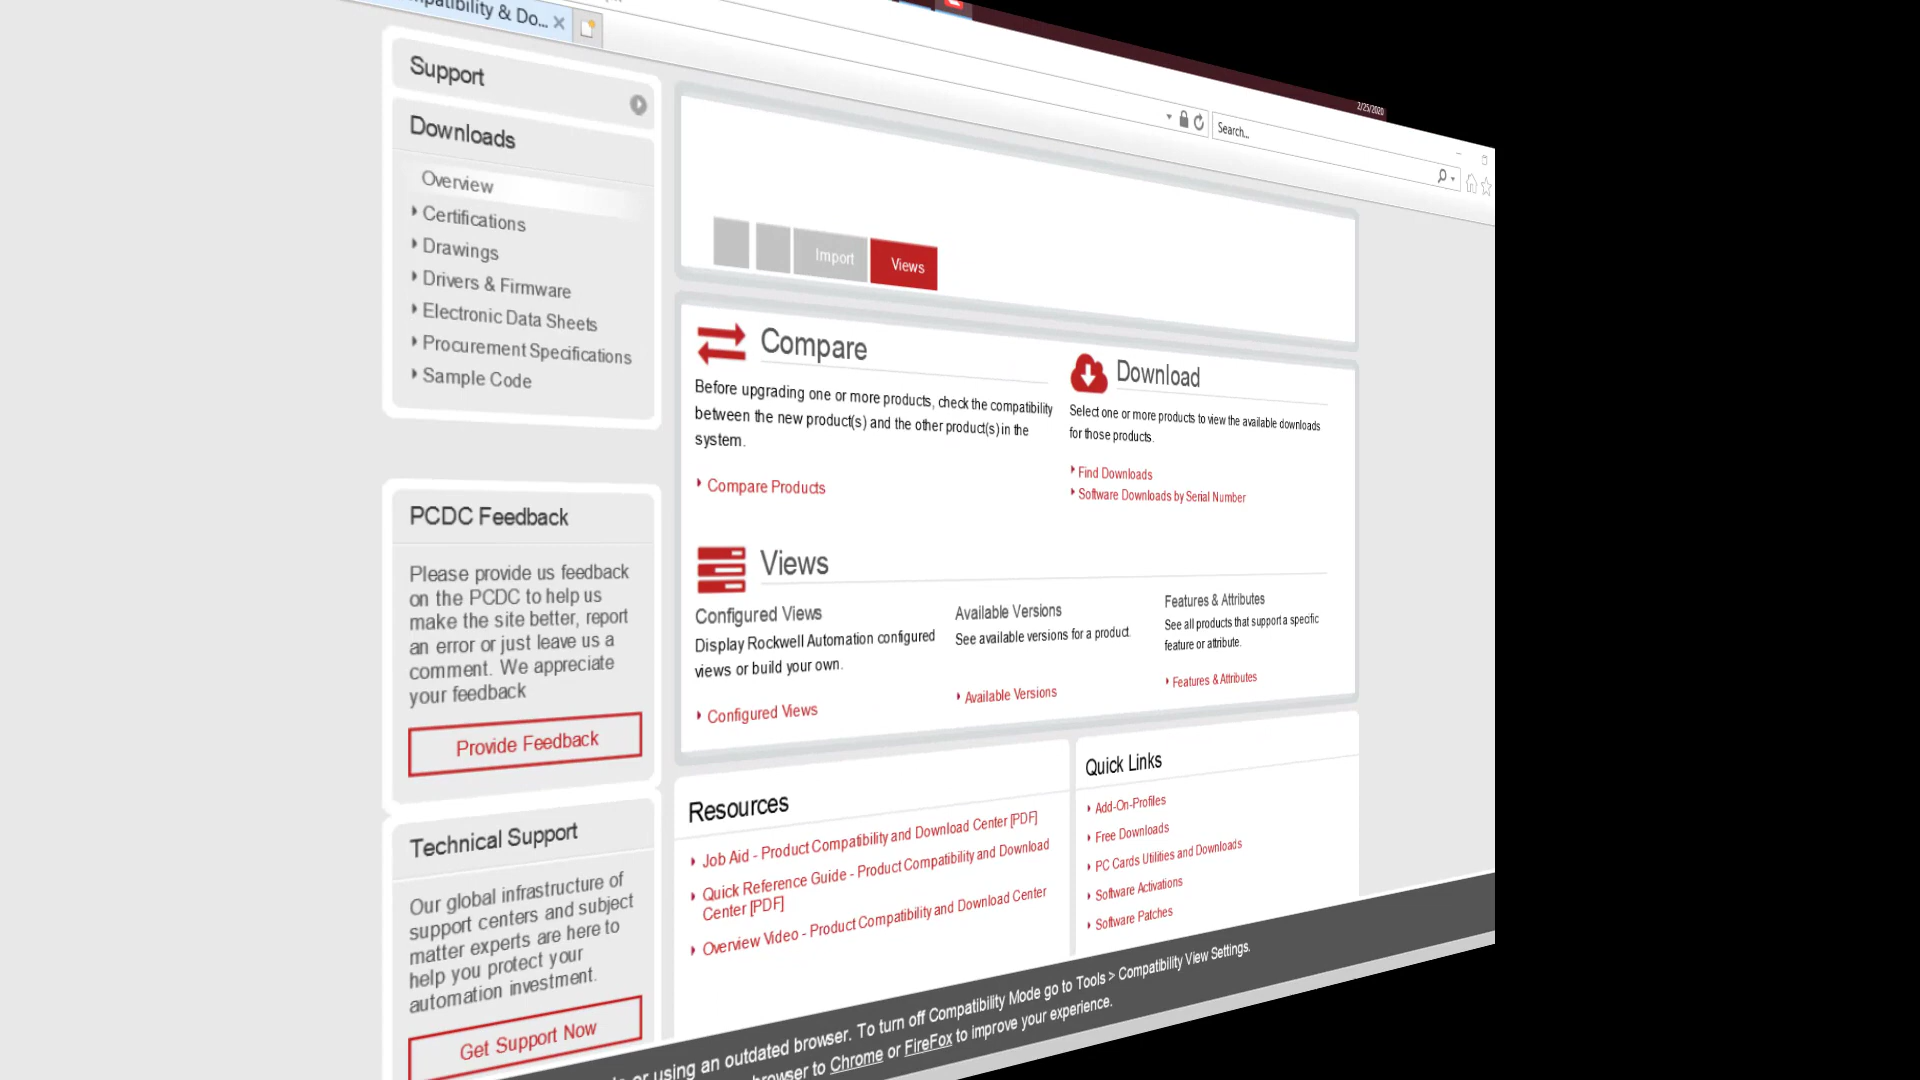 2/25/2020
& Do...
Search...
Support
Downloads
Overview
Certifications
Drawings
Drivers & Firmware
Electronic Data Sheets
Procurement Specifications
Sample Code
Import
Views
Compare
Before upgrading one or more products, check the compatibility
between the new product(s) and the other product(s) in the
system.
Compare Products
Download
Select one or more products to view the available downloads
for those products.
Find Downloads
Software Downloads by Serial Number
Views
Configured Views
Display Rockwell Automation configured
views or build your own.
Configured Views
Available Versions
See available versions for a product.
Available Versions
Features & Attributes
See all products that support a specific
feature or attribute.
Features & Attributes
PCDC Feedback
Please provide us feedback
on the PCDC to help us
make the site better, report
an error or just leave us a
comment. We appreciate
your feedback
Provide Feedback
Technical Support
Our global infrastructure of
support centers and subject
matter experts are here to
help you protect your
automation investment.
Get Support Now
Resources
Job Aid - Product Compatibility and Download Center [PDF]
Quick Reference Guide - Product Compatibility and Download
Center [PDF]
Overview Video - Product Compatibility and Download Center
Quick Links
Add-On-Profiles
Free Downloads
PC Cards Utilities and Downloads
Software Activations
Software Patches
or using an outdated browser. To turn off Compatibility Mode go to Tools > Compatibility View Settings.
browser to Chrome or FireFox to improve your experience.